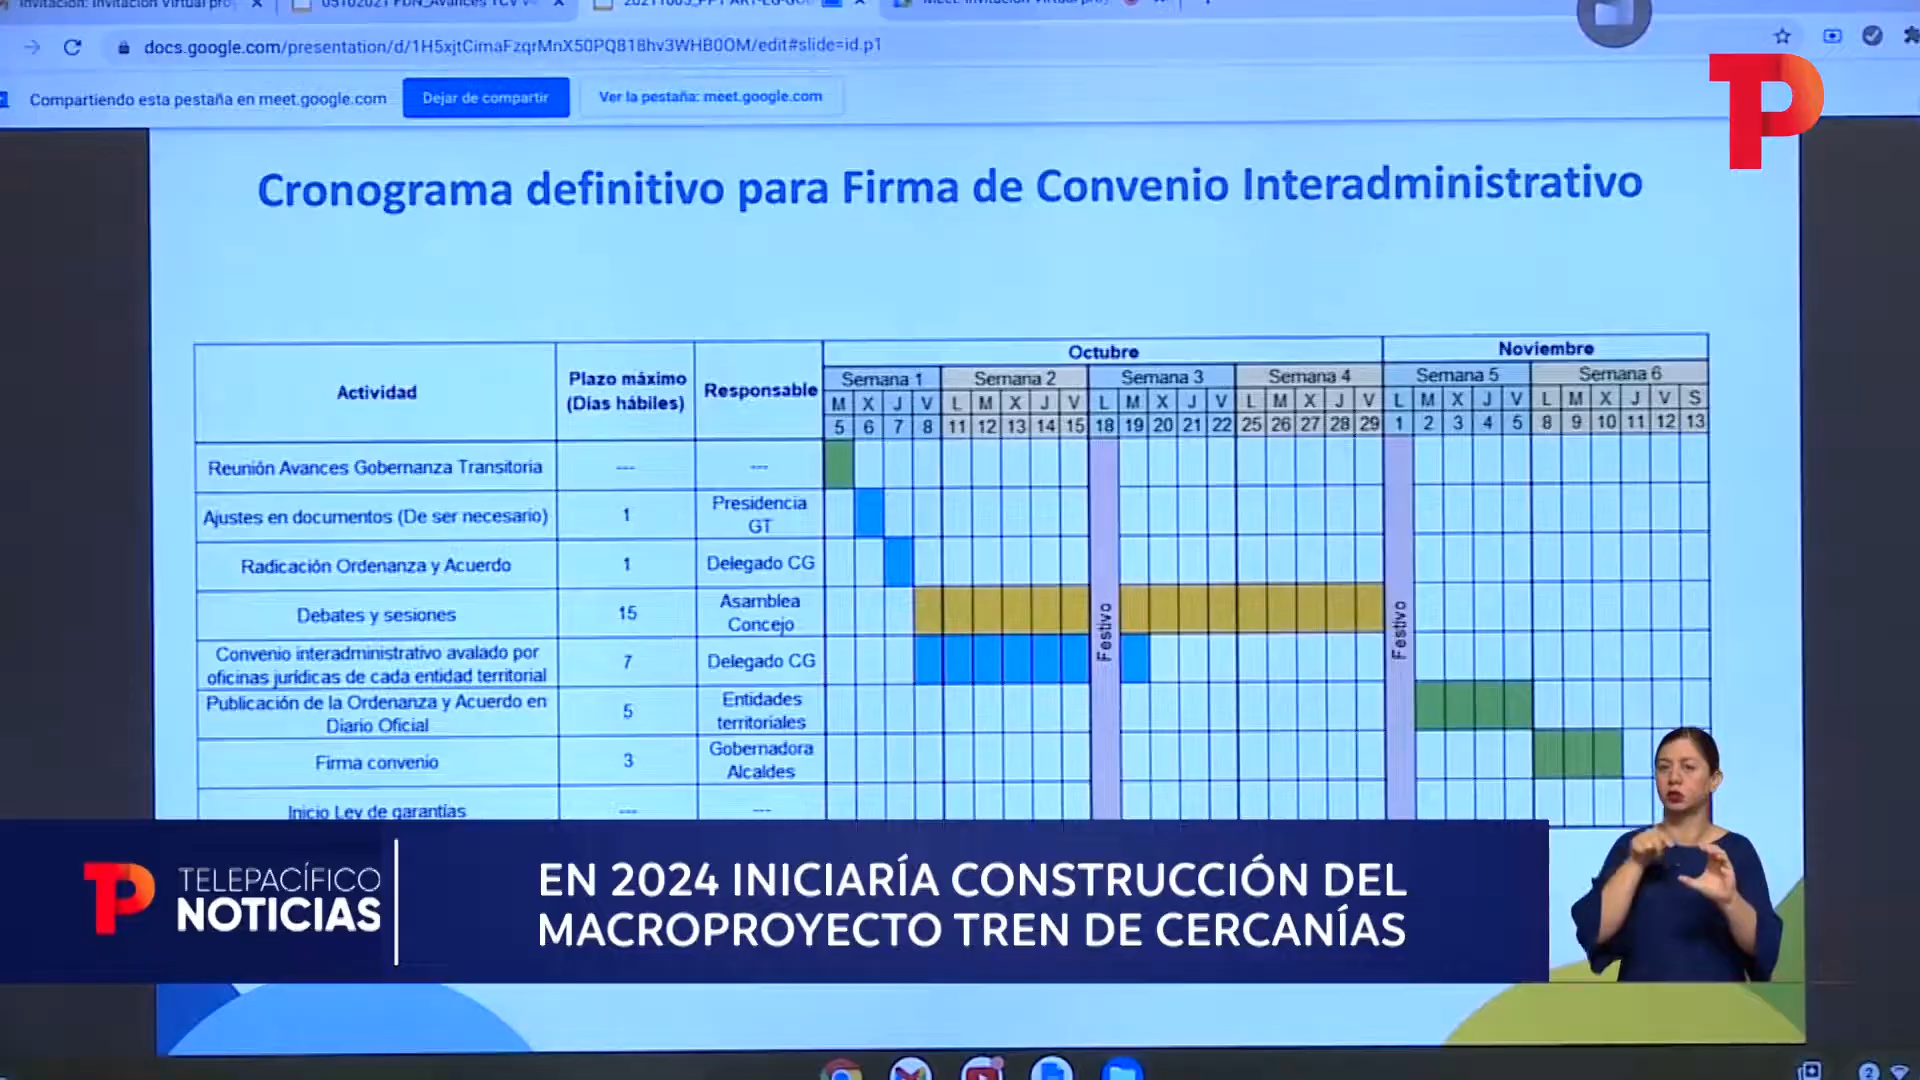 Invitación: Invitación Virtual pro
docs.google.com/presentation/d/1H5xjtCimaFzqrMnX50PQ818hv3WHB0OM/edit#slide=id.p1
Compartiendo esta pestaña en meet.google.com
Dejar de compartir
Ver la pestaña: meet.google.com
TP
Cronograma definitivo para Firma de Convenio Interadministrativo
Actividad
Plazo máximo
(Días hábiles)
Responsable
Octubre
Noviembre
Semana 1
Semana 2
Semana 3
Semana 4
Semana 5
Semana 6
M X J V L M X J V L M X J V L M X J V L M X J V L M X J V S
5 6 7 8 11 12 13 14 15 18 19 20 21 22 25 26 27 28 29 1 2 3 4 5 8 9 10 11 12 13
Reunión Avances Gobernanza Transitoria --- ---
Ajustes en documentos (De ser necesario) 1 Presidencia
GT
Radicación Ordenanza y Acuerdo 1 Delegado CG
Debates y sesiones 15 Asamblea
Concejo
Convenio interadministrativo avalado por
oficinas jurídicas de cada entidad territorial 7 Delegado CG
Publicación de la Ordenanza y Acuerdo en
Diario Oficial 5 Entidades
territoriales
Firma convenio 3 Gobernadora
Alcaldes
Inicio Ley de garantías --- ---
Festivo
Festivo
TP
TELEPACÍFICO
NOTICIAS
EN 2024 INICIARÍA CONSTRUCCIÓN DEL
MACROPROYECTO TREN DE CERCANÍAS
2